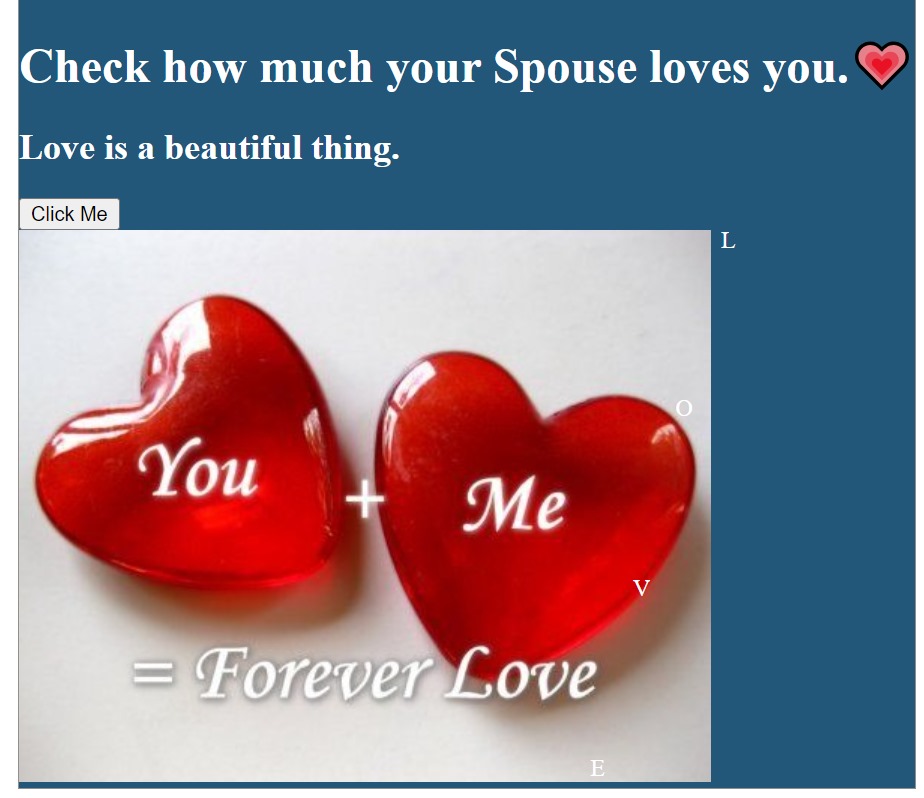 Check how much your Spouse loves you.
Love is a beautiful thing.
Click Me
L
O
You + Me
V
= Forever Love
E